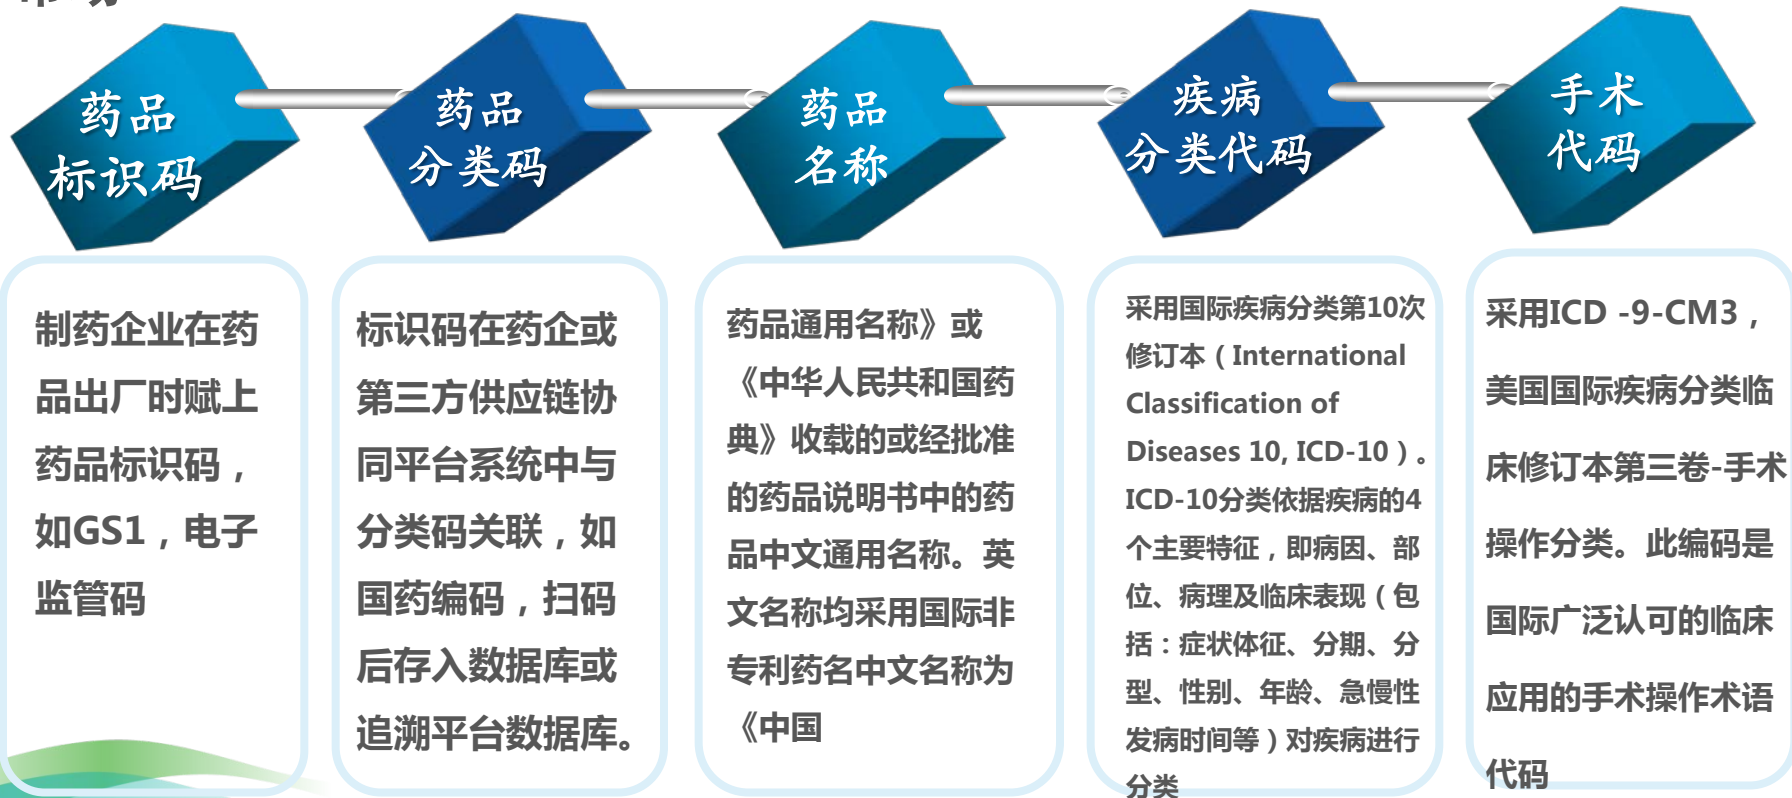 药品
标识码
药品
分类码
药品
名称
疾病
分类代码
手术
代码
制药企业在药
品出厂时赋上
药品标识码，
如GS1，电子
监管码
标识码在药企或
第三方供应链协
同平台系统中与
分类码关联，如
国药编码，扫码
后存入数据库或
追溯平台数据库。
药品通用名称》或
《中华人民共和国药
典》收载的或经批准
的药品说明书中的药
品中文通用名称。英
文名称均采用国际非
专利药名中文名称为
《中国
采用国际疾病分类第10次
修订本（International
Classification of
Diseases 10, ICD-10）。
ICD-10分类依据疾病的4
个主要特征，即病因、部
位、病理及临床表现（包
括：症状体征、分期、分
型、性别、年龄、急慢性
发病时间等）对疾病进行
分类
采用ICD -9-CM3，
美国国际疾病分类临
床修订本第三卷-手术
操作分类。此编码是
国际广泛认可的临床
应用的手术操作术语
代码